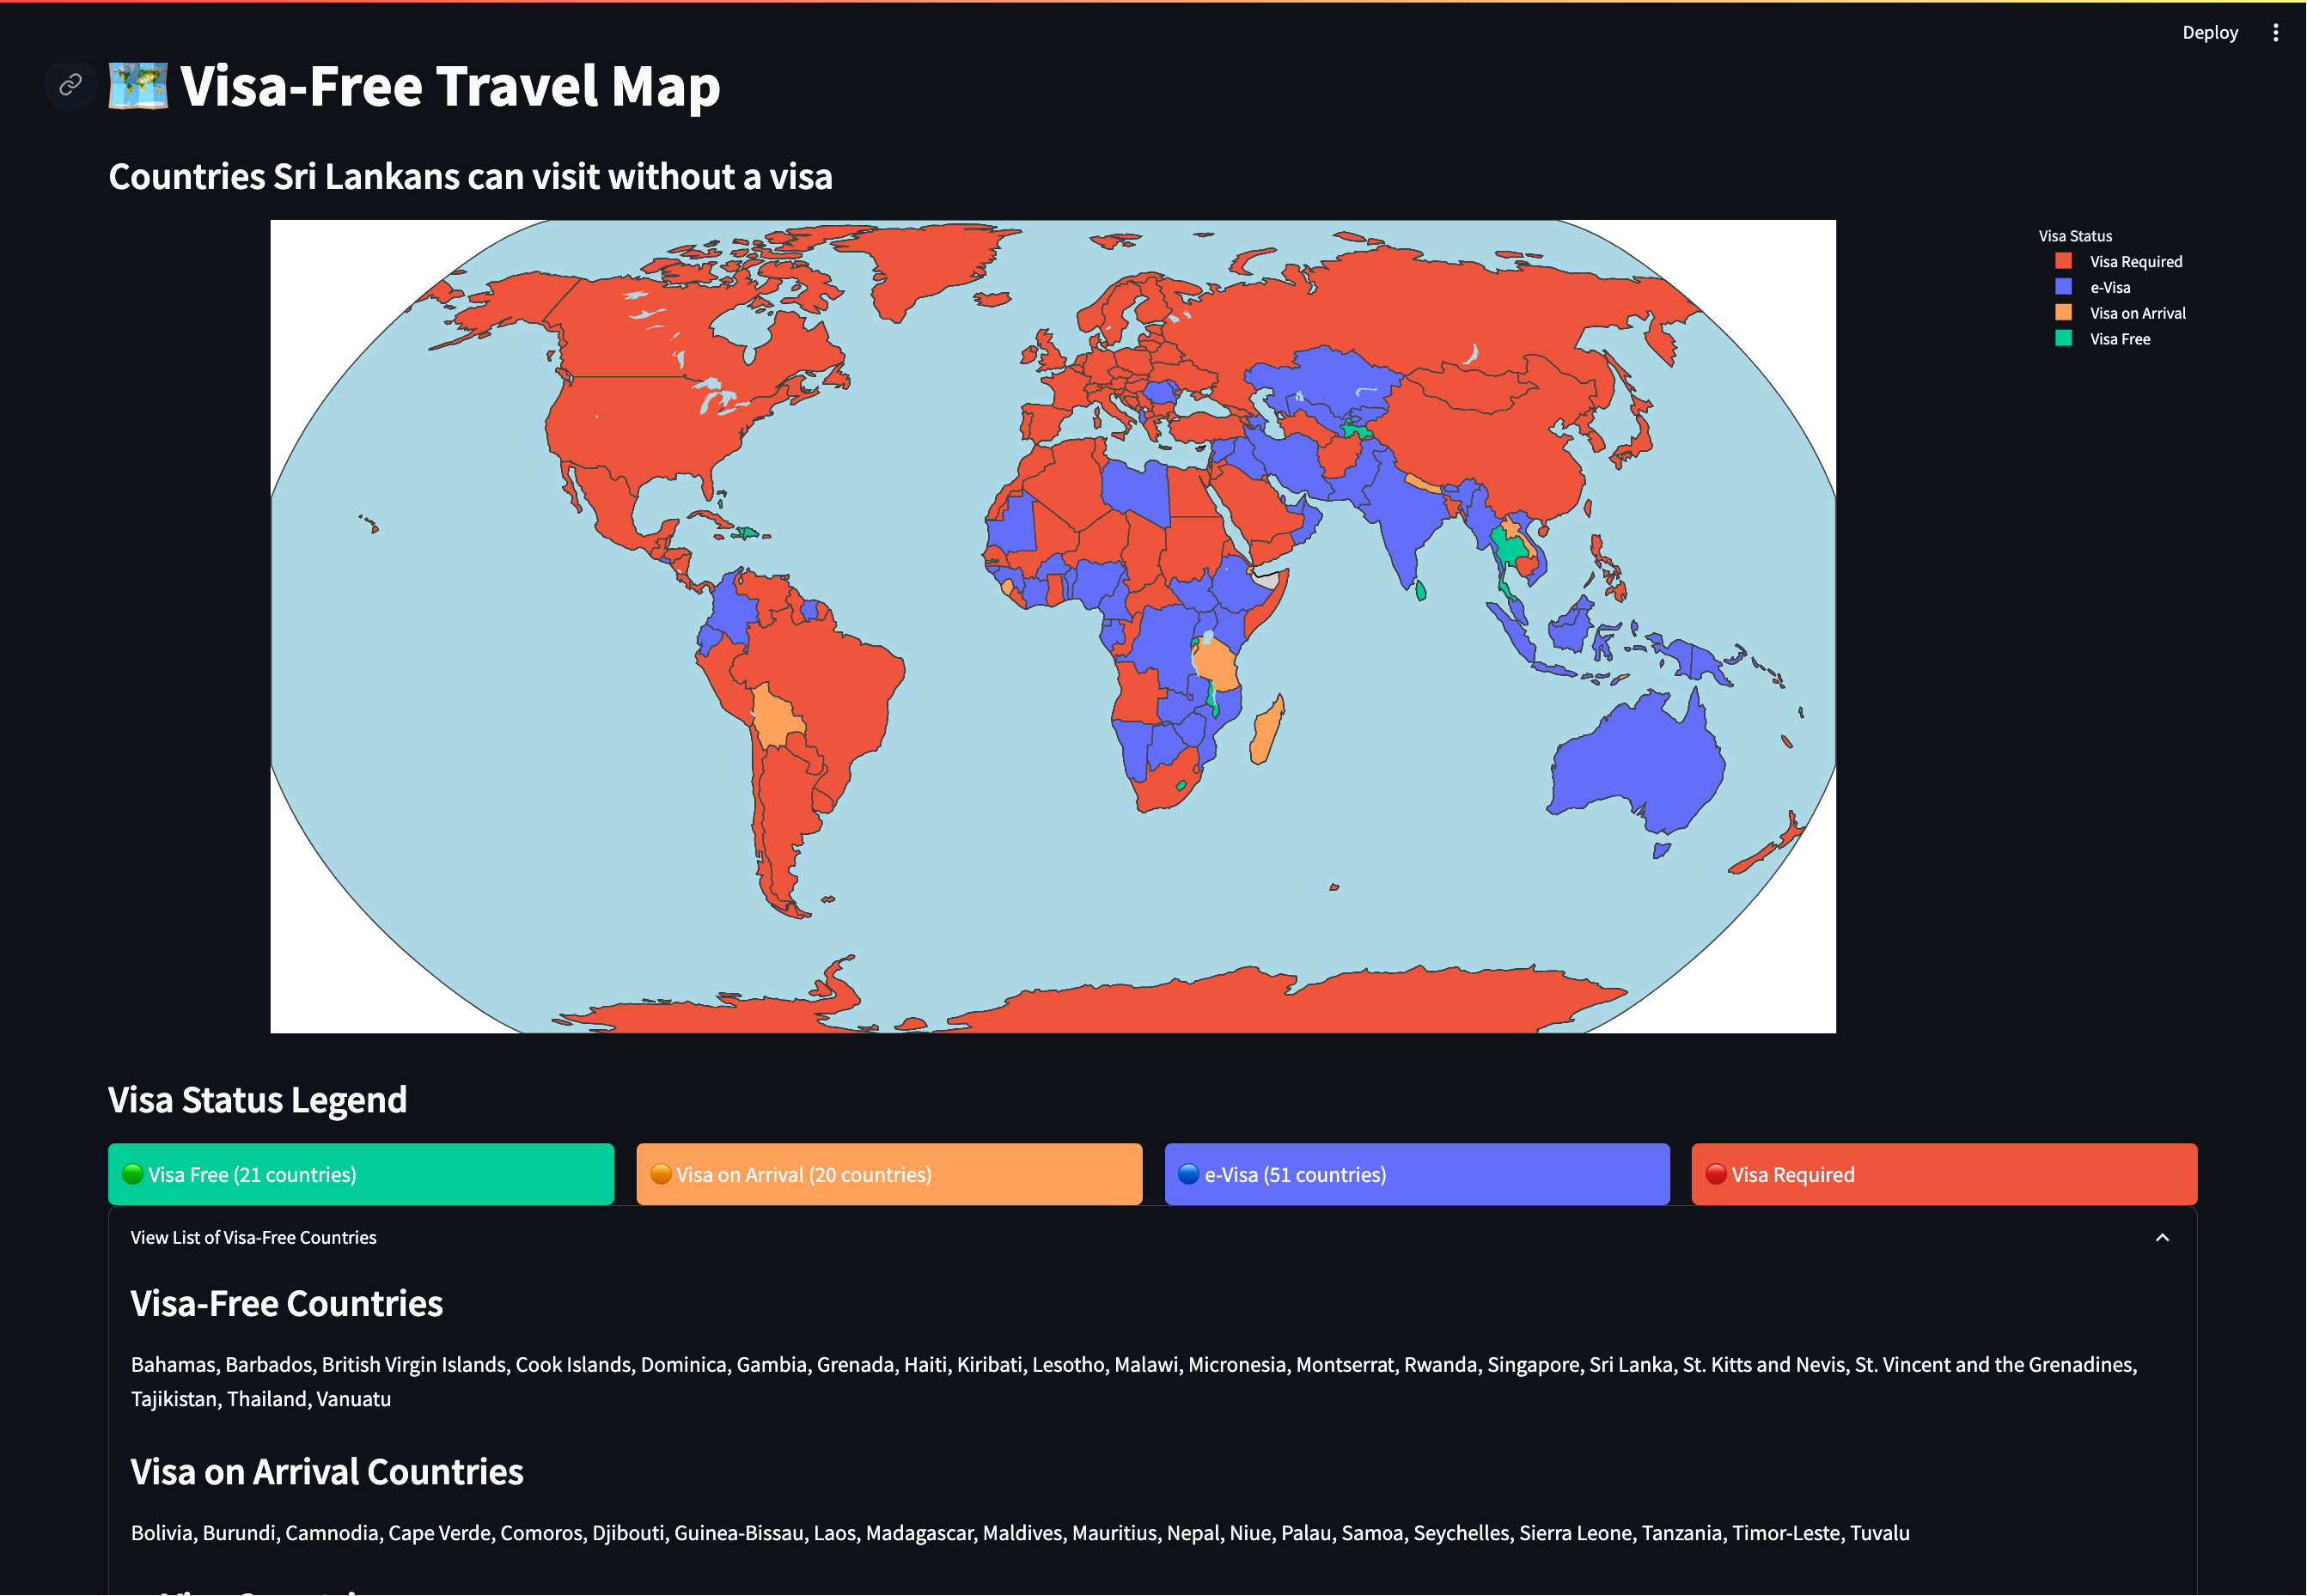 Deploy
Visa-Free Travel Map
Countries Sri Lankans can visit without a visa
Visa Status
Visa Required
e-Visa
Visa on Arrival
Visa Free
Visa Status Legend
Visa Free (21 countries)
Visa on Arrival (20 countries)
e-Visa (51 countries)
Visa Required
View List of Visa-Free Countries
Visa-Free Countries
Bahamas, Barbados, British Virgin Islands, Cook Islands, Dominica, Gambia, Grenada, Haiti, Kiribati, Lesotho, Malawi, Micronesia, Montserrat, Rwanda, Singapore, Sri Lanka, St. Kitts and Nevis, St. Vincent and the Grenadines,
Tajikistan, Thailand, Vanuatu
Visa on Arrival Countries
Bolivia, Burundi, Camnodia, Cape Verde, Comoros, Djibouti, Guinea-Bissau, Laos, Madagascar, Maldives, Mauritius, Nepal, Niue, Palau, Samoa, Seychelles, Sierra Leone, Tanzania, Timor-Leste, Tuvalu